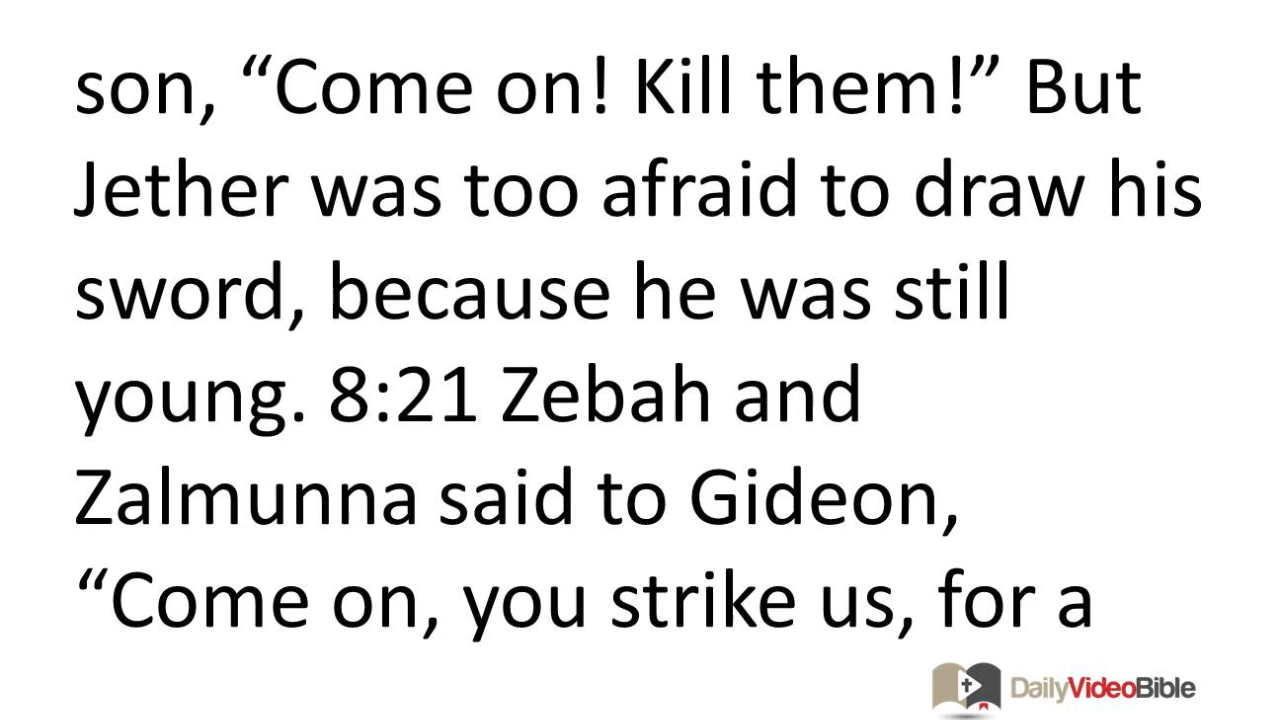 son, “Come on! Kill them!” But
Jether was too afraid to draw his
sword, because he was still
young. 8:21 Zebah and
Zalmunna said to Gideon,
“Come on, you strike us, for a
DailyVideoBible